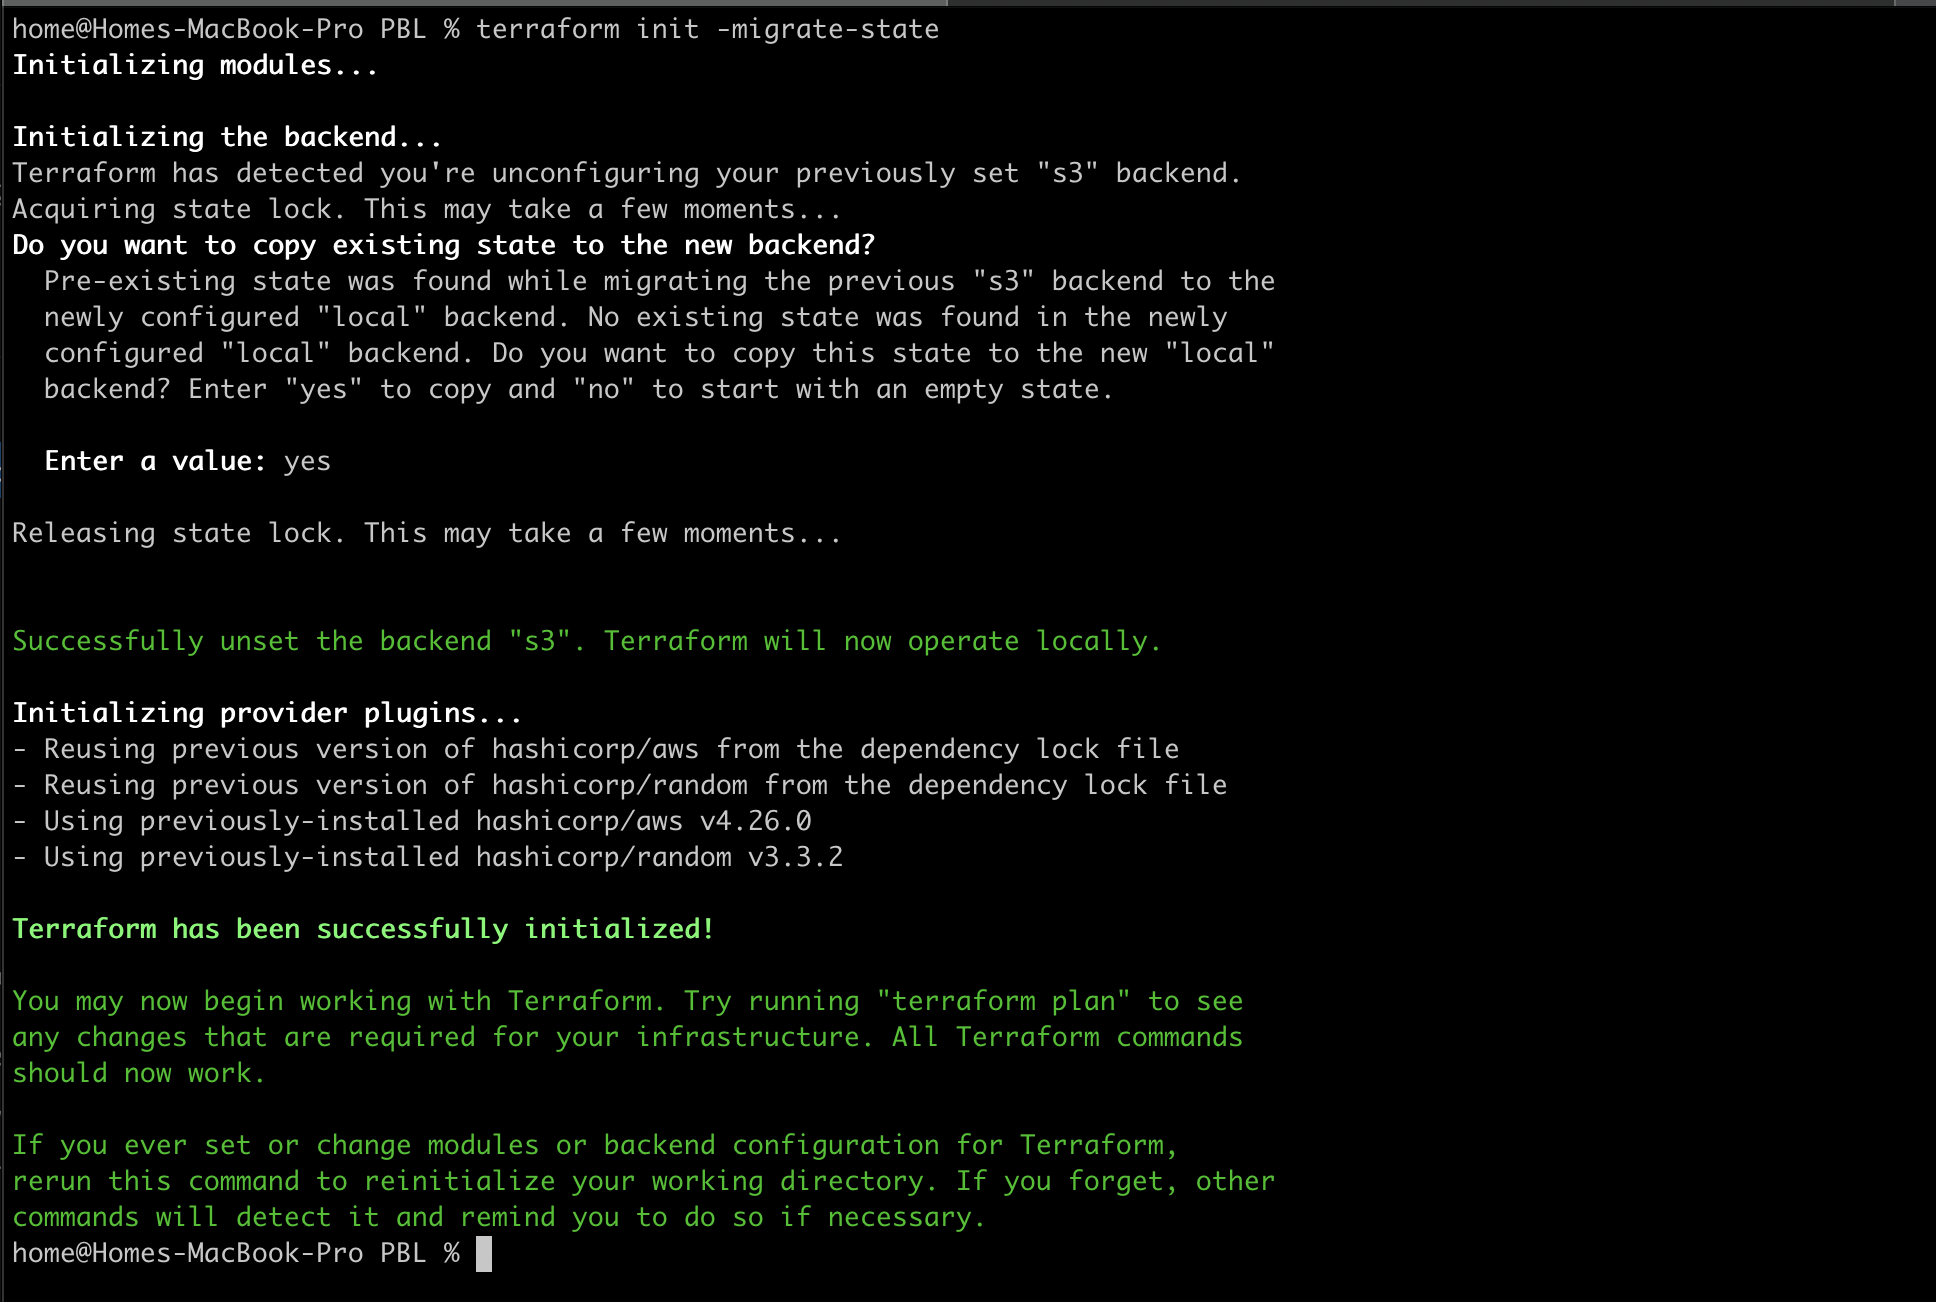 home@Homes-MacBook-Pro PBL % terraform init -migrate-state
Initializing modules...
Initializing the backend...
Terraform has detected you're unconfiguring your previously set "s3" backend.
Acquiring state lock. This may take a few moments...
Do you want to copy existing state to the new backend?
Pre-existing state was found while migrating the previous "s3" backend to the
newly configured "local" backend. No existing state was found in the newly
configured "local" backend. Do you want to copy this state to the new "local"
backend? Enter "yes" to copy and "no" to start with an empty state.
Enter a value: yes
Releasing state lock. This may take a few moments...
Successfully unset the backend "s3". Terraform will now operate locally.
Initializing provider plugins...
- Reusing previous version of hashicorp/aws from the dependency lock file
- Reusing previous version of hashicorp/random from the dependency lock file
- Using previously-installed hashicorp/aws v4.26.0
- Using previously-installed hashicorp/random v3.3.2
Terraform has been successfully initialized!
You may now begin working with Terraform. Try running "terraform plan" to see
any changes that are required for your infrastructure. All Terraform commands
should now work.
If you ever set or change modules or backend configuration for Terraform,
rerun this command to reinitialize your working directory. If you forget, other
commands will detect it and remind you to do so if necessary.
home@Homes-MacBook-Pro PBL %